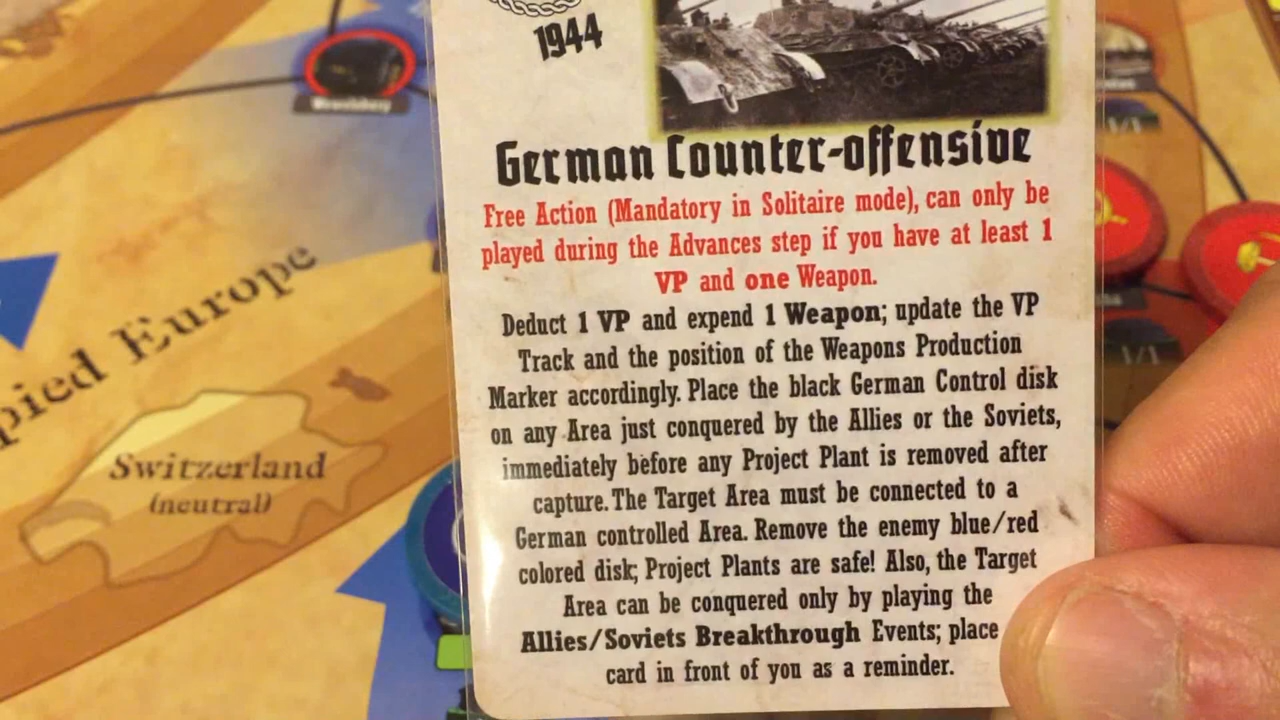 1944
German Counter-offensive
Free Action (Mandatory in Solitaire mode), can only be
played during the Advances step if you have at least 1
VP and one Weapon.
Deduct 1 VP and expend 1 Weapon; update the VP
Track and the position of the Weapons Production
Marker accordingly. Place the black German Control disk
on any Area just conquered by the Allies or the Soviets,
immediately before any Project Plant is removed after
capture. The Target Area must be connected to a
German controlled Area. Remove the enemy blue/red
colored disk; Project Plants are safe! Also, the Target
Area can be conquered only by playing the
Allies/Soviets Breakthrough Events; place
card in front of you as a reminder.
pied Europe
Switzerland
(neutral)
1/1
1/1